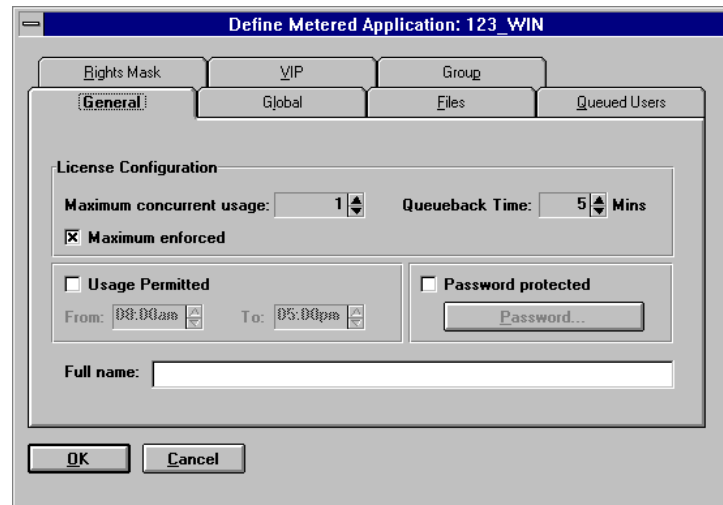 Define Metered Application: 123_WIN
Rights Mask VIP Group
General Global Files Queued Users
License Configuration
Maximum concurrent usage: 1 Queueback Time: 5 Mins
Maximum enforced
Usage Permitted Password protected
From: 08:00am To: 05:00pm Password...
Full name:
OK Cancel